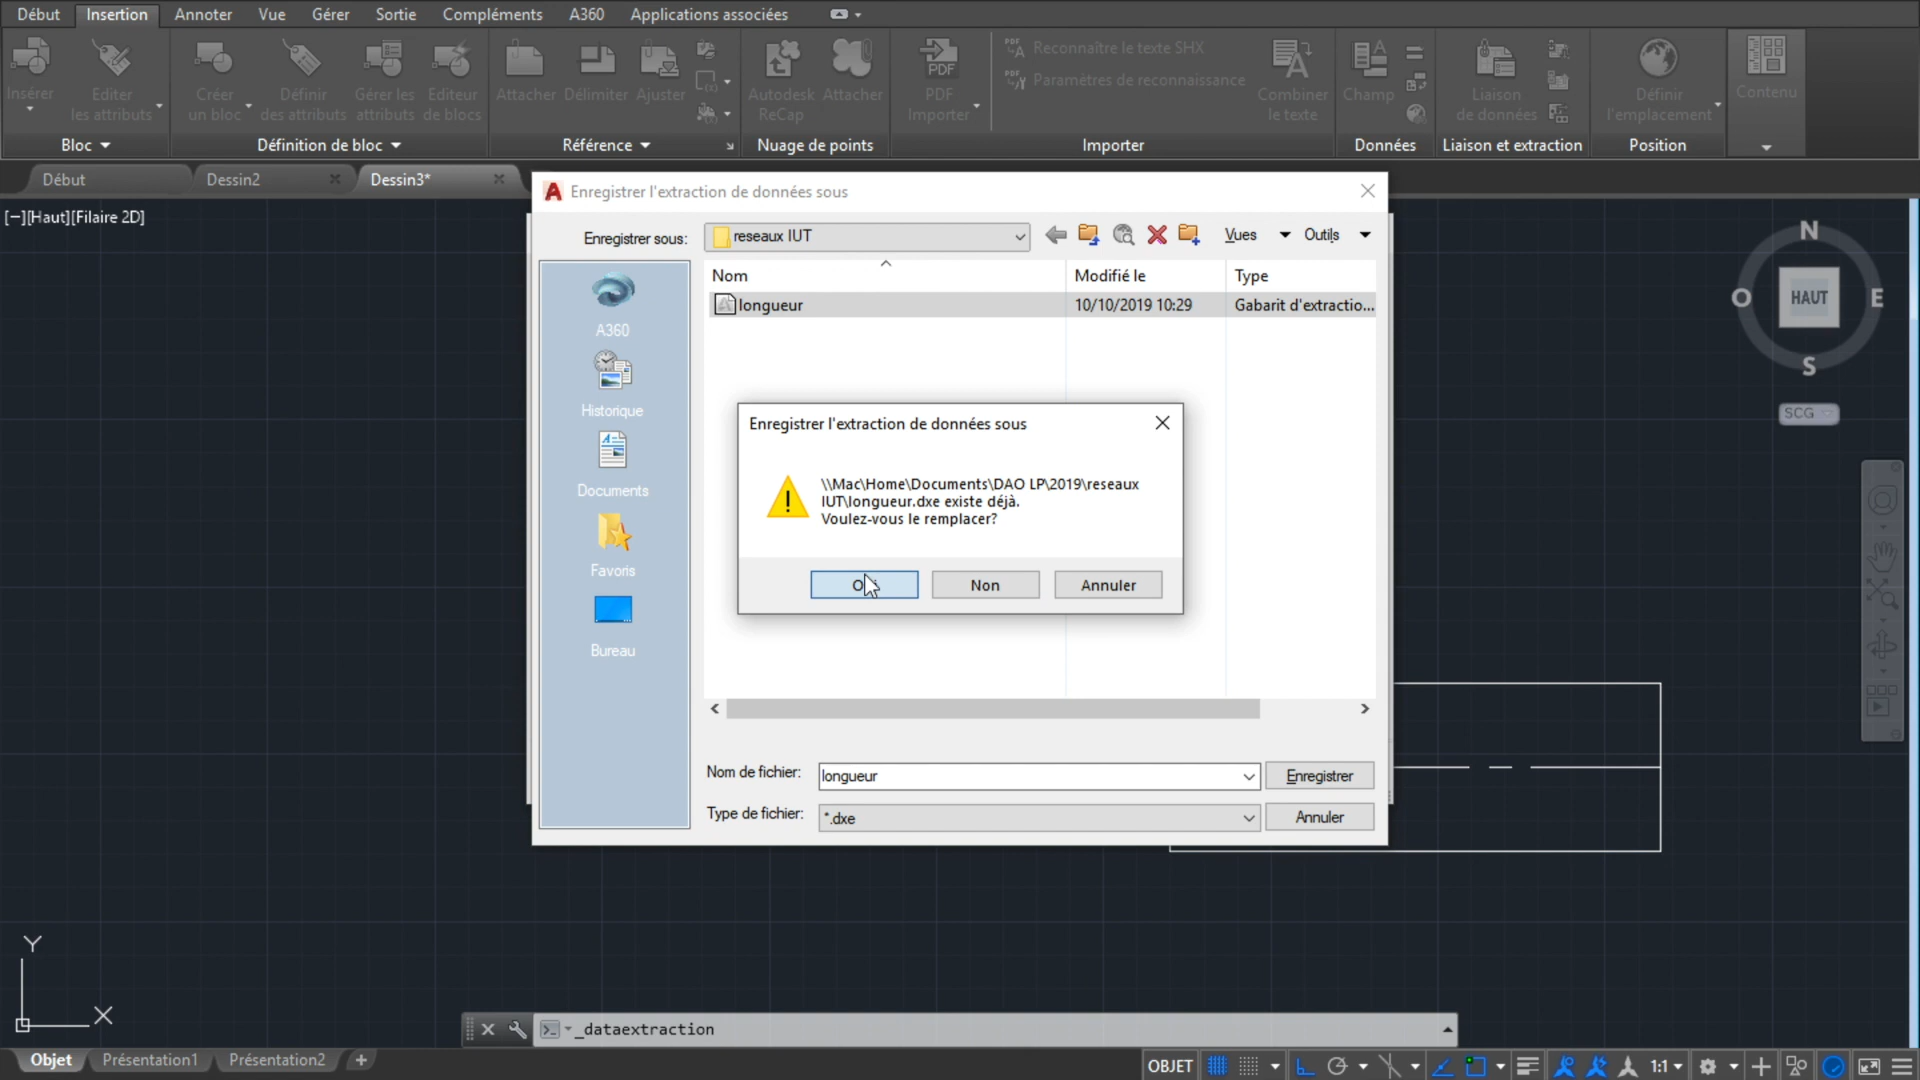 Début Insertion Annoter Vue Gérer Sortie Compléments A360 Applications associées
Insérer
Editer
les attributs
Créer
un bloc
Définir
des attributs
Gérer les
attributs
Editeur
de blocs
Attacher Délimiter Ajuster
Autodesk
ReCap
Attacher
PDF
Importer
Reconnaître le texte SHX
Paramètres de reconnaissance
Combiner
le texte
Champ
Liaison
de données
Définir
l'emplacement
Contenu
Bloc Définition de bloc Référence Nuage de points Importer Données Liaison et extraction Position
Début Dessin2 Dessin3*
[−][Haut][Filaire 2D]
Enregistrer l'extraction de données sous
Enregistrer sous: reseaux IUT Vues Outils
Nom Modifié le Type
longueur 10/10/2019 10:29 Gabarit d'extractio...
A360
Historique
Documents
Favoris
Bureau
Enregistrer l'extraction de données sous
\\Mac\Home\Documents\DAO LP\2019\reseaux
IUT\longueur.dxe existe déjà.
Voulez-vous le remplacer?
Non Annuler
Nom de fichier: longueur Enregistrer
Type de fichier: *.dxe Annuler
N
O HAUT E
S
SCG
Y
X
_dataextraction
Objet Présentation1 Présentation2 +
OBJET 1:1